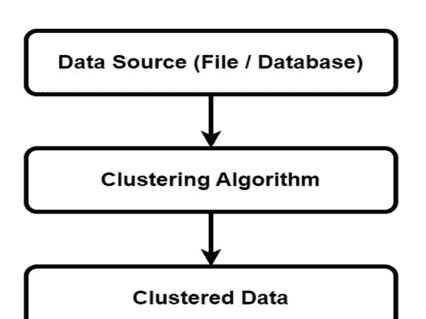 Data Source (File / Database)
Clustering Algorithm
Clustered Data